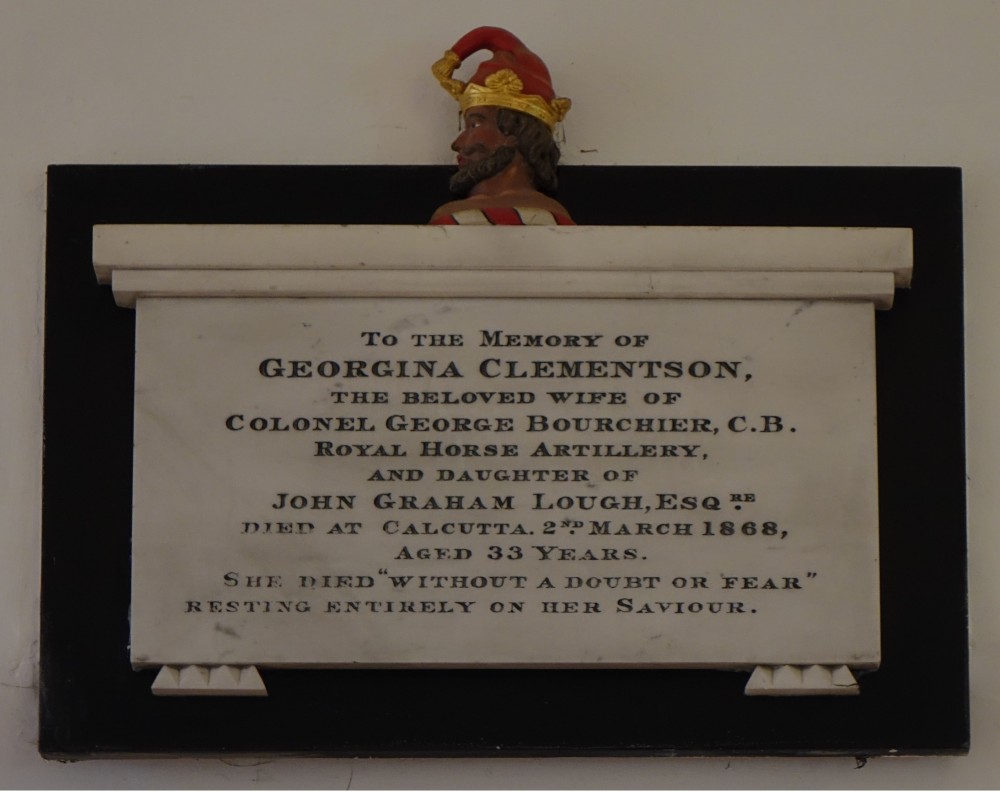 TO THE MEMORY OF
GEORGINA CLEMENTSON,
THE BELOVED WIFE OF
COLONEL GEORGE BOURCHIER, C.B.
ROYAL HORSE ARTILLERY,
AND DAUGHTER OF
JOHN GRAHAM LOUGH, ESQ.RE
DIED AT CALCUTTA. 2ND MARCH 1868,
AGED 33 YEARS.
SHE DIED "WITHOUT A DOUBT OR FEAR"
RESTING ENTIRELY ON HER SAVIOUR.